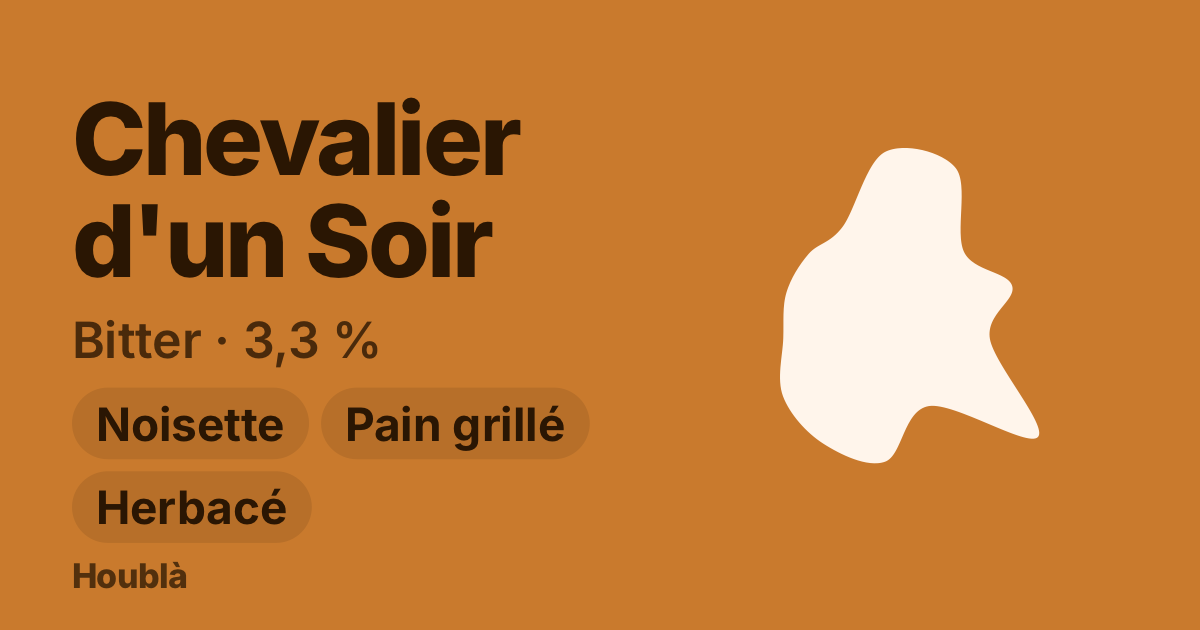 Chevalier
d'un Soir
Bitter · 3,3 %
Noisette Pain grillé
Herbacé
Houblà